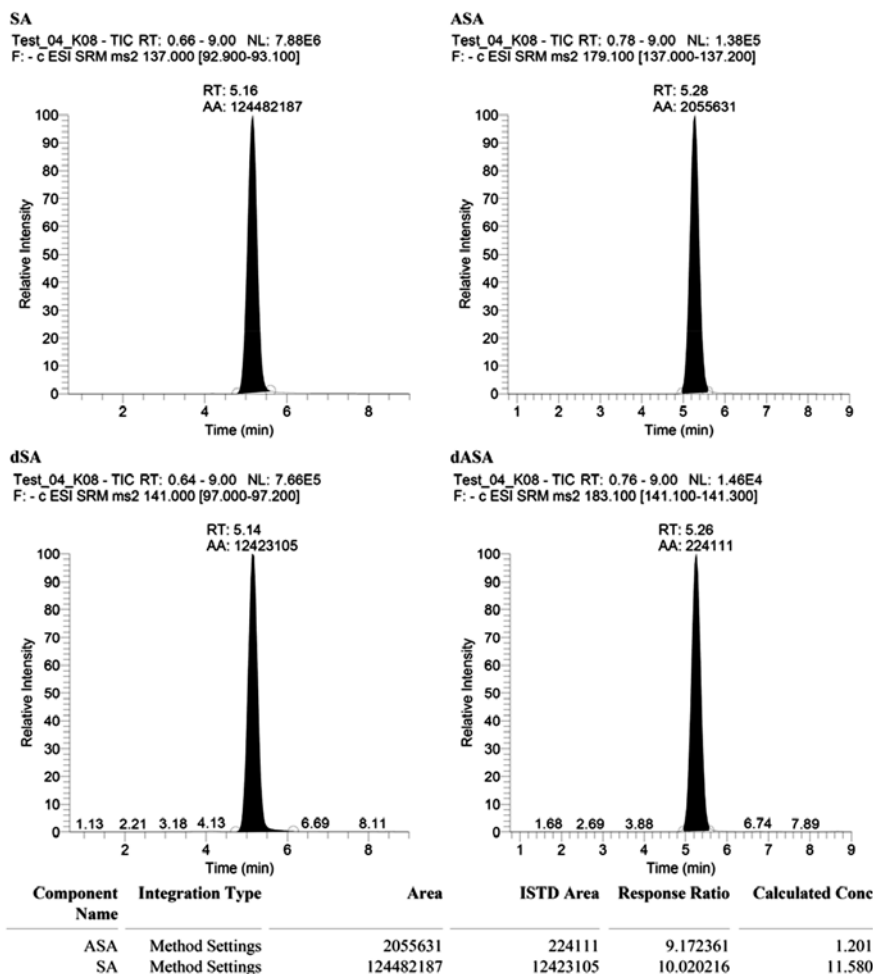 SA
Test_04_K08 - TIC RT: 0.66 - 9.00 NL: 7.88E6
F: - c ESI SRM ms2 137.000 [92.900-93.100]
RT: 5.16
AA: 124482187
100
90
80
70
60
50
40
30
20
10
0
Relative Intensity
2 4 6 8
Time (min)
ASA
Test_04_K08 - TIC RT: 0.78 - 9.00 NL: 1.38E5
F: - c ESI SRM ms2 179.100 [137.000-137.200]
RT: 5.28
AA: 2055631
100
90
80
70
60
50
40
30
20
10
0
Relative Intensity
1 2 3 4 5 6 7 8 9
Time (min)
dSA
Test_04_K08 - TIC RT: 0.64 - 9.00 NL: 7.66E5
F: - c ESI SRM ms2 141.000 [97.000-97.200]
RT: 5.14
AA: 12423105
100
90
80
70
60
50
40
30
20
10
0
Relative Intensity
1.13 2.21 3.18 4.13 6.69 8.11
2 4 6 8
Time (min)
dASA
Test_04_K08 - TIC RT: 0.76 - 9.00 NL: 1.46E4
F: - c ESI SRM ms2 183.100 [141.100-141.300]
RT: 5.26
AA: 224111
100
90
80
70
60
50
40
30
20
10
0
Relative Intensity
1.68 2.69 3.88 6.74 7.89
1 2 3 4 5 6 7 8 9
Time (min)
Component Integration Type Area ISTD Area Response Ratio Calculated Conc
Name
ASA Method Settings 2055631 224111 9.172361 1.201
SA Method Settings 124482187 12423105 10.020216 11.580